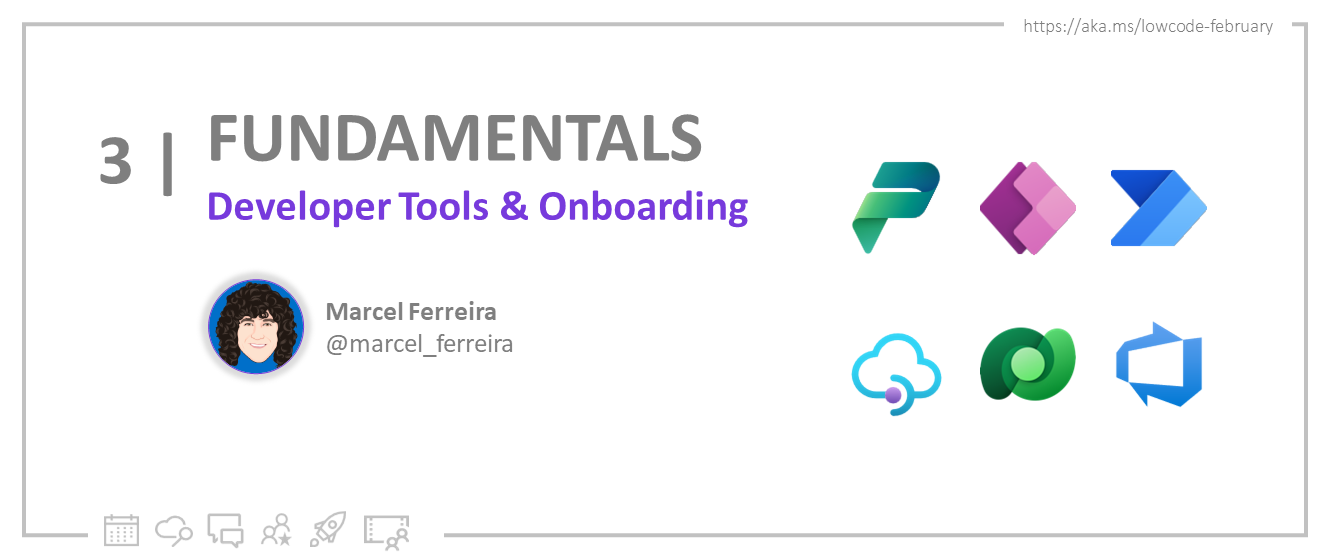 https://aka.ms/lowcode-february
3 | FUNDAMENTALS
Developer Tools & Onboarding
Marcel Ferreira
@marcel_ferreira